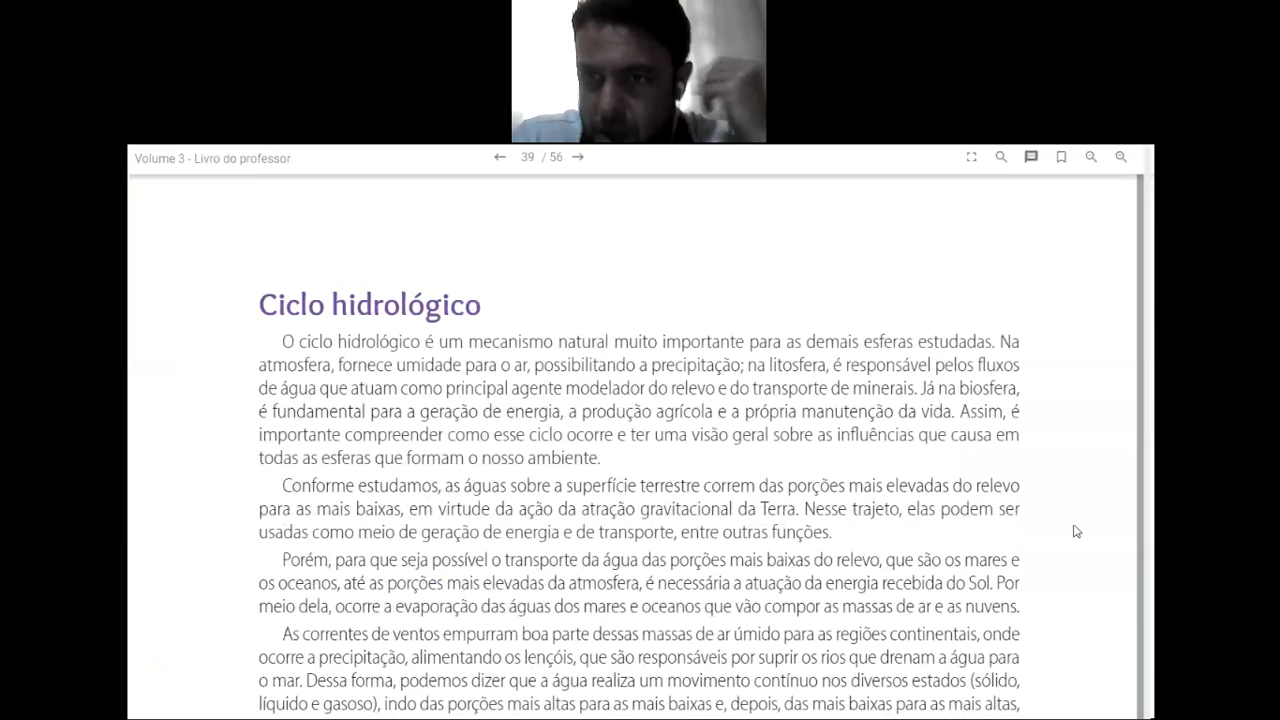 Volume 3 - Livro do professor
39 / 56
Ciclo hidrológico
O ciclo hidrológico é um mecanismo natural muito importante para as demais esferas estudadas. Na
atmosfera, fornece umidade para o ar, possibilitando a precipitação; na litosfera, é responsável pelos fluxos
de água que atuam como principal agente modelador do relevo e do transporte de minerais. Já na biosfera,
é fundamental para a geração de energia, a produção agrícola e a própria manutenção da vida. Assim, é
importante compreender como esse ciclo ocorre e ter uma visão geral sobre as influências que causa em
todas as esferas que formam o nosso ambiente.
Conforme estudamos, as águas sobre a superfície terrestre correm das porções mais elevadas do relevo
para as mais baixas, em virtude da ação da atração gravitacional da Terra. Nesse trajeto, elas podem ser
usadas como meio de geração de energia e de transporte, entre outras funções.
Porém, para que seja possível o transporte da água das porções mais baixas do relevo, que são os mares e
os oceanos, até as porções mais elevadas da atmosfera, é necessária a atuação da energia recebida do Sol. Por
meio dela, ocorre a evaporação das águas dos mares e oceanos que vão compor as massas de ar e as nuvens.
As correntes de ventos empurram boa parte dessas massas de ar úmido para as regiões continentais, onde
ocorre a precipitação, alimentando os lençóis, que são responsáveis por suprir os rios que drenam a água para
o mar. Dessa forma, podemos dizer que a água realiza um movimento contínuo nos diversos estados (sólido,
líquido e gasoso), indo das porções mais altas para as mais baixas e, depois, das mais baixas para as mais altas,